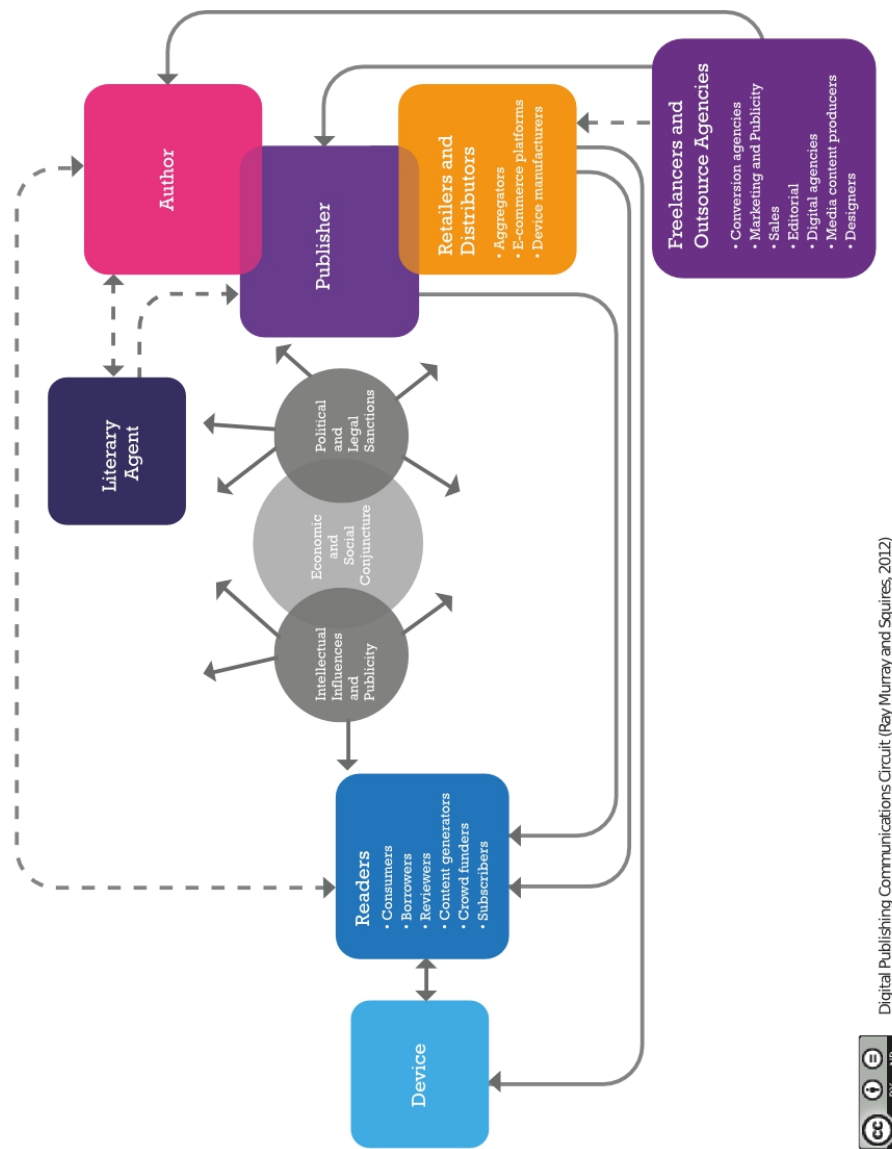 Literary
Agent
Author
Publisher
Intellectual
Influences
and
Publicity
Economic
and
Social
Conjuncture
Political
and
Legal
Sanctions
Device
Readers
• Consumers
• Borrowers
• Reviewers
• Content generators
• Crowd funders
• Subscribers
Retailers and
Distributors
• Aggregators
• E-commerce platforms
• Device manufacturers
Freelancers and
Outsource Agencies
• Conversion agencies
• Marketing and Publicity
• Sales
• Editorial
• Digital agencies
• Media content producers
• Designers
cc
Digital Publishing Communications Circuit (Ray Murray and Squires, 2012)